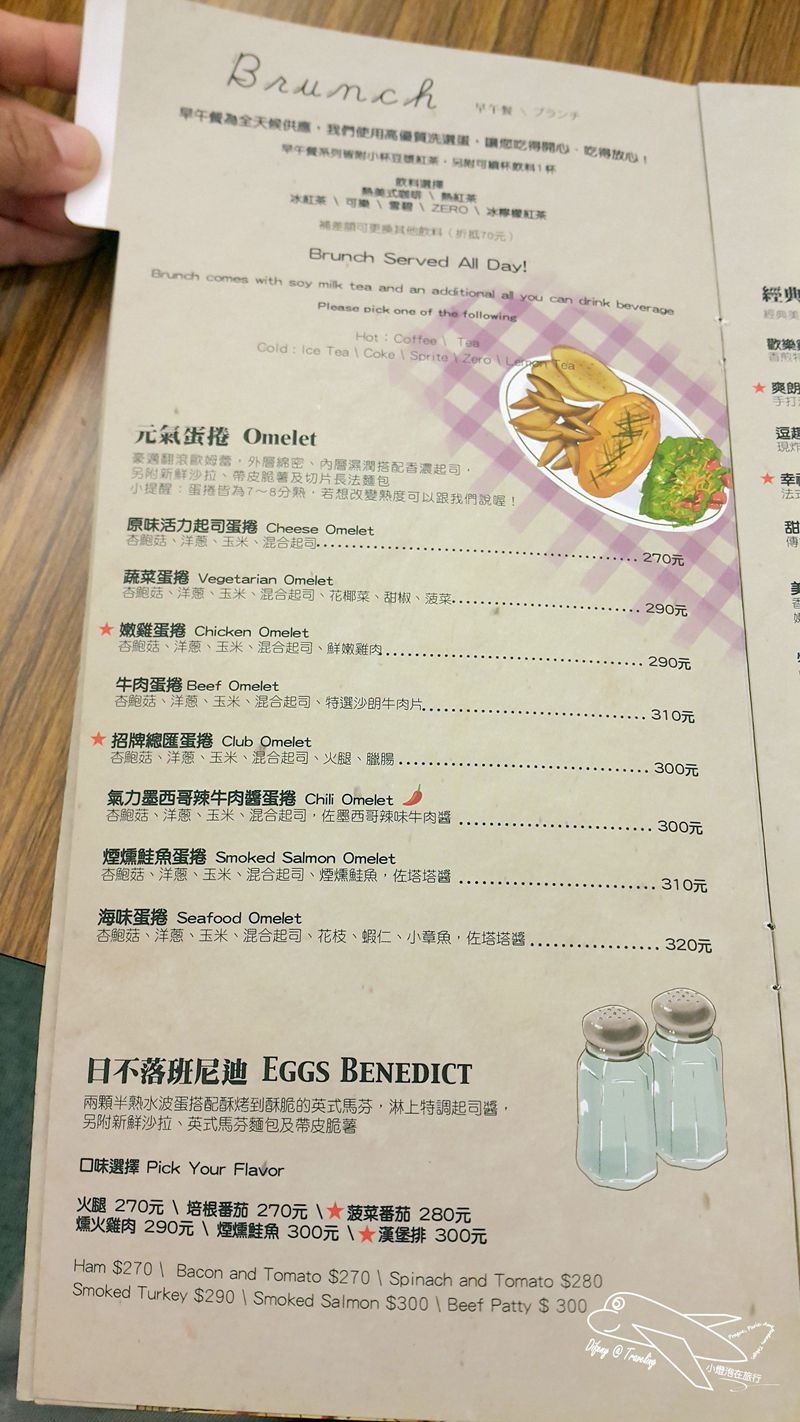 Brunch 早午餐 \ ブランチ
早午餐為全天候供應，我們使用高優質洗選蛋，讓您吃得開心、吃得放心！
早午餐系列皆附小杯豆漿紅茶，另附可續杯飲料1杯
飲料選擇
熱美式咖啡 \ 熱紅茶
冰紅茶 \ 可樂 \ 雪碧 \ ZERO \ 冰檸檬紅茶
補差額可更換其他飲料（折抵70元）
Brunch Served All Day!
Brunch comes with soy milk tea and an additional all you can drink beverage
Please pick one of the following
Hot：Coffee \ Tea
Cold：Ice Tea \ Coke \ Sprite \ Zero \ Lemon Tea
元氣蛋捲 Omelet
豪邁翻滾歐姆蕾，外層綿密、內層濕潤搭配香濃起司，
另附新鮮沙拉、帶皮脆薯及切片長法麵包
小提醒：蛋捲皆為7～8分熟，若想改變熟度可以跟我們說喔！
原味活力起司蛋捲 Cheese Omelet
杏鮑菇、洋蔥、玉米、混合起司 270元
蔬菜蛋捲 Vegetarian Omelet
杏鮑菇、洋蔥、玉米、混合起司、花椰菜、甜椒、菠菜 290元
★ 嫩雞蛋捲 Chicken Omelet
杏鮑菇、洋蔥、玉米、混合起司、鮮嫩雞肉 290元
牛肉蛋捲 Beef Omelet
杏鮑菇、洋蔥、玉米、混合起司、特選沙朗牛肉片 310元
★ 招牌總匯蛋捲 Club Omelet
杏鮑菇、洋蔥、玉米、混合起司、火腿、臘腸 300元
氣力墨西哥辣牛肉醬蛋捲 Chili Omelet
杏鮑菇、洋蔥、玉米、混合起司，佐墨西哥辣味牛肉醬 300元
煙燻鮭魚蛋捲 Smoked Salmon Omelet
杏鮑菇、洋蔥、玉米、混合起司、煙燻鮭魚，佐塔塔醬 310元
海味蛋捲 Seafood Omelet
杏鮑菇、洋蔥、玉米、混合起司、花枝、蝦仁、小章魚，佐塔塔醬 320元
日不落班尼迪 EGGS BENEDICT
兩顆半熟水波蛋搭配酥烤到酥脆的英式馬芬，淋上特調起司醬，
另附新鮮沙拉、英式馬芬麵包及帶皮脆薯
口味選擇 Pick Your Flavor
火腿 270元 \ 培根番茄 270元 \ ★ 菠菜番茄 280元
燻火雞肉 290元 \ 煙燻鮭魚 300元 \ ★ 漢堡排 300元
Ham $270 \ Bacon and Tomato $270 \ Spinach and Tomato $280
Smoked Turkey $290 \ Smoked Salmon $300 \ Beef Patty $ 300
經典
經典美
歡樂
香煎特
★ 爽朗
手打
逗趣
現炸
★ 幸福
法式
甜
傳
Difeny @ Traveling
小燈泡在旅行